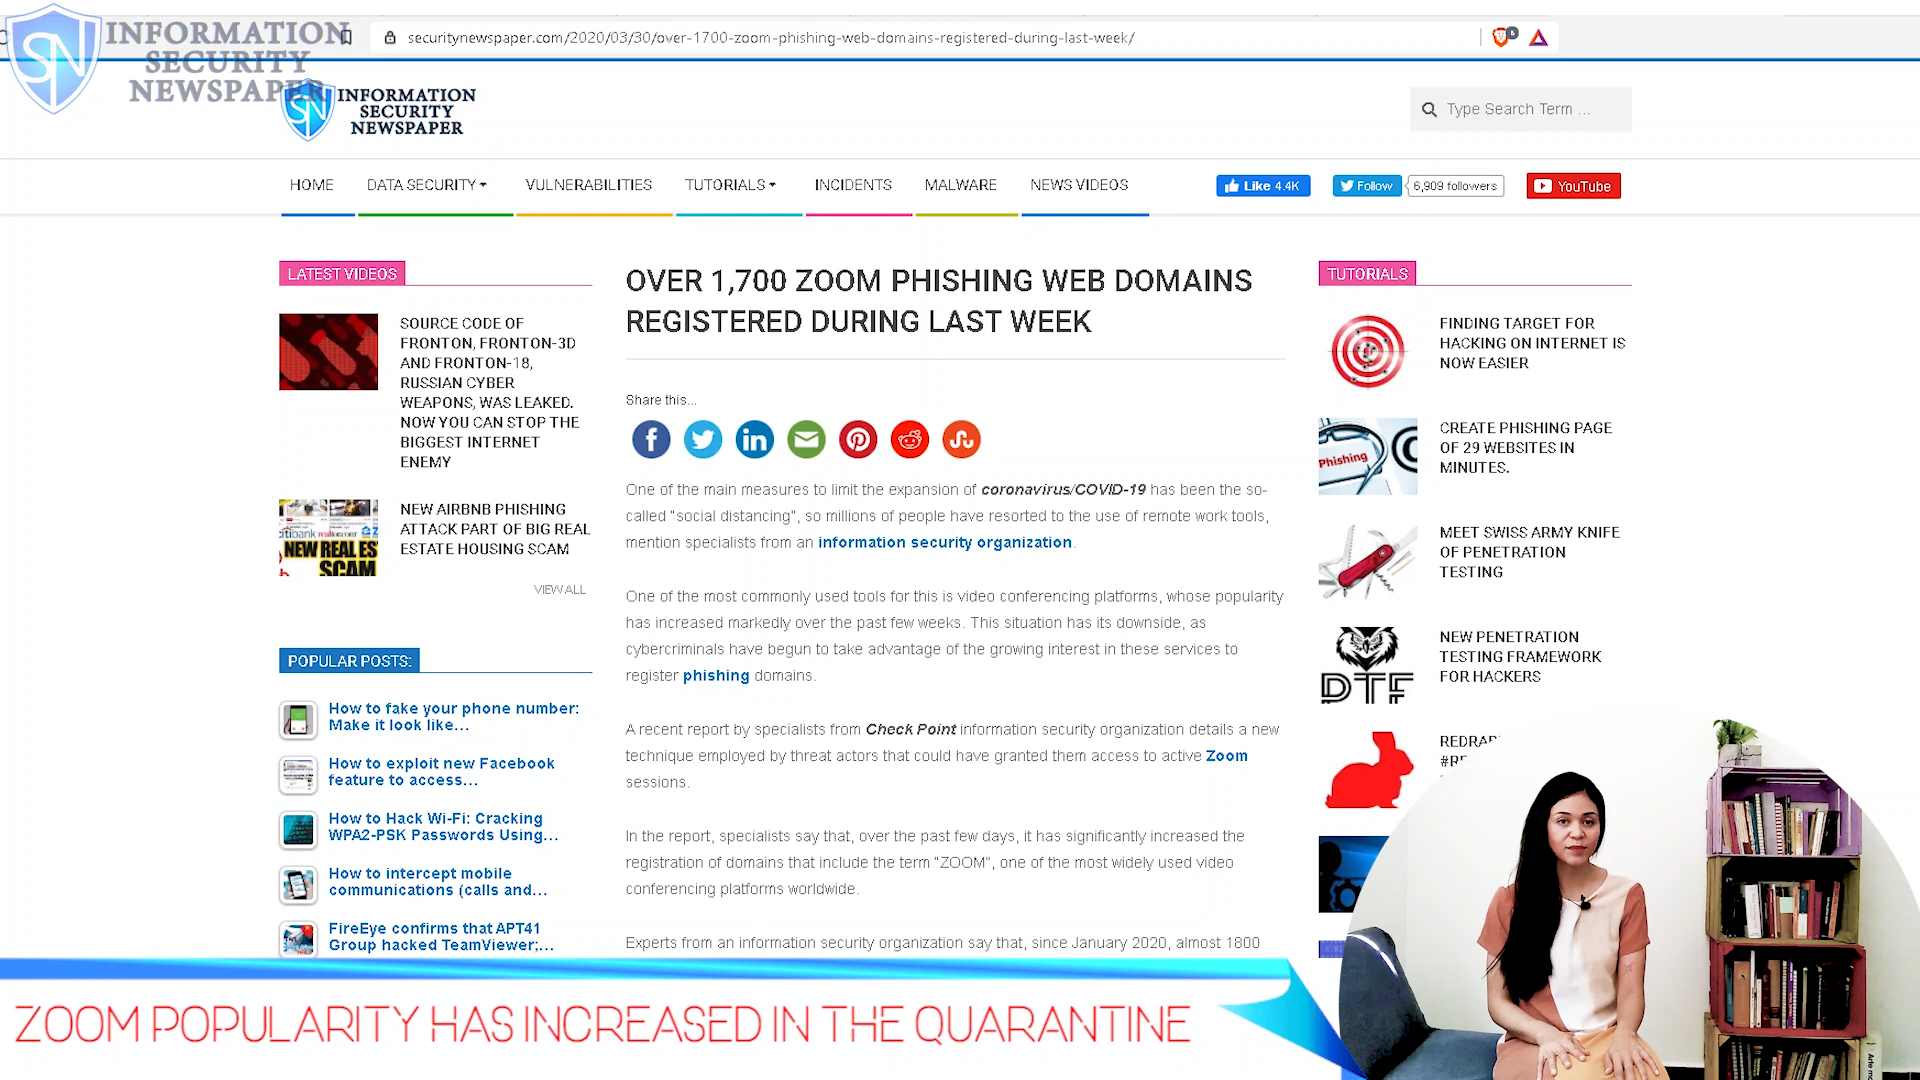 INFORMATION
SECURITY
NEWSPAPER
securitynewspaper.com/2020/03/30/over-1700-zoom-phishing-web-domains-registered-during-last-week/
INFORMATION
SECURITY
NEWSPAPER
Type Search Term ...
HOME DATA SECURITY VULNERABILITIES TUTORIALS INCIDENTS MALWARE NEWS VIDEOS
Like 4.4K Follow 6,909 followers YouTube
LATEST VIDEOS
SOURCE CODE OF
FRONTON, FRONTON-3D
AND FRONTON-18,
RUSSIAN CYBER
WEAPONS, WAS LEAKED.
NOW YOU CAN STOP THE
BIGGEST INTERNET
ENEMY
NEW REAL ES
SCAM
NEW AIRBNB PHISHING
ATTACK PART OF BIG REAL
ESTATE HOUSING SCAM
VIEW ALL
POPULAR POSTS:
How to fake your phone number:
Make it look like...
How to exploit new Facebook
feature to access...
How to Hack Wi-Fi: Cracking
WPA2-PSK Passwords Using...
How to intercept mobile
communications (calls and...
FireEye confirms that APT41
Group hacked TeamViewer;...
OVER 1,700 ZOOM PHISHING WEB DOMAINS
REGISTERED DURING LAST WEEK
Share this...
One of the main measures to limit the expansion of coronavirus/COVID-19 has been the so-
called "social distancing", so millions of people have resorted to the use of remote work tools,
mention specialists from an information security organization.
One of the most commonly used tools for this is video conferencing platforms, whose popularity
has increased markedly over the past few weeks. This situation has its downside, as
cybercriminals have begun to take advantage of the growing interest in these services to
register phishing domains.
A recent report by specialists from Check Point information security organization details a new
technique employed by threat actors that could have granted them access to active Zoom
sessions.
In the report, specialists say that, over the past few days, it has significantly increased the
registration of domains that include the term "ZOOM", one of the most widely used video
conferencing platforms worldwide.
Experts from an information security organization say that, since January 2020, almost 1800
TUTORIALS
FINDING TARGET FOR
HACKING ON INTERNET IS
NOW EASIER
Phishing
CREATE PHISHING PAGE
OF 29 WEBSITES IN
MINUTES.
MEET SWISS ARMY KNIFE
OF PENETRATION
TESTING
DTF
NEW PENETRATION
TESTING FRAMEWORK
FOR HACKERS
ZOOM POPULARITY HAS INCREASED IN THE QUARANTINE